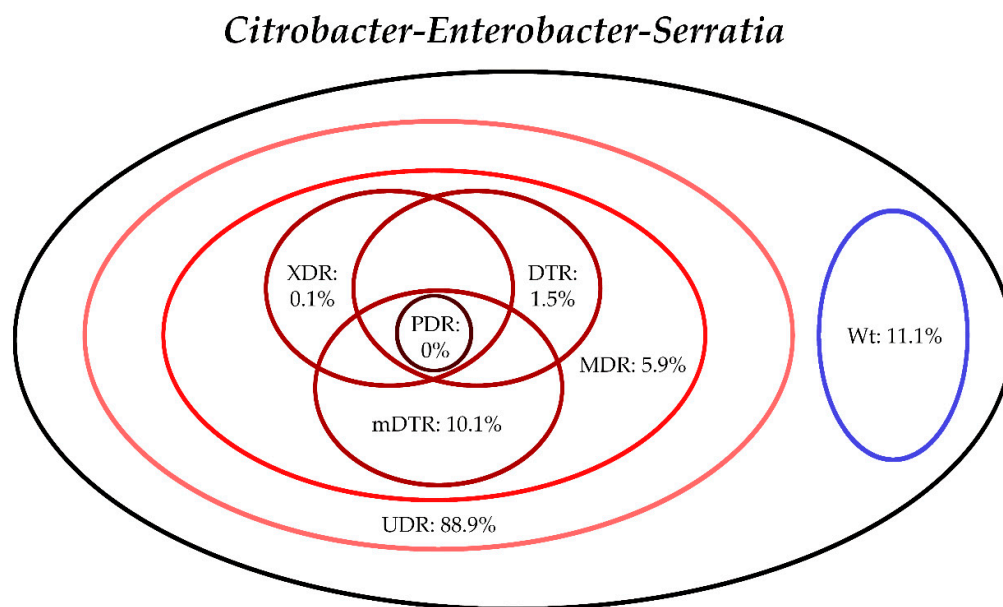 Citrobacter-Enterobacter-Serratia
XDR:
0.1%
DTR:
1.5%
PDR:
0%
Wt: 11.1%
MDR: 5.9%
mDTR: 10.1%
UDR: 88.9%